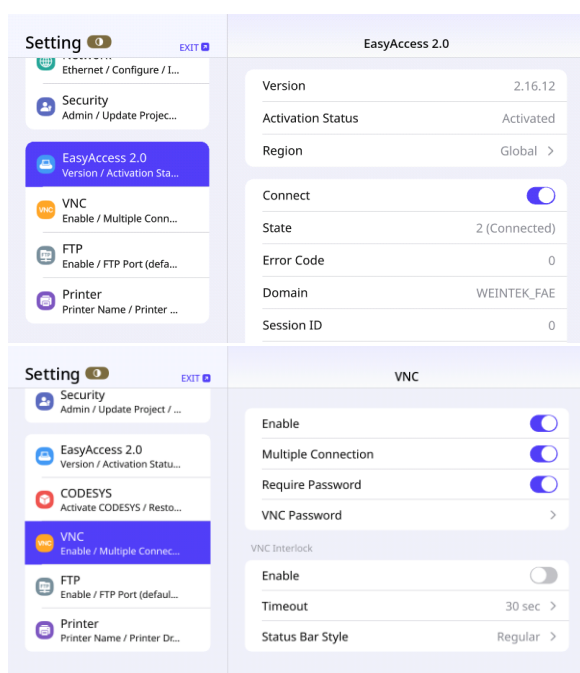 Setting
EXIT
EasyAccess 2.0
Ethernet / Configure / I...
Security
Admin / Update Projec...
EasyAccess 2.0
Version / Activation Sta...
VNC
VNC
Enable / Multiple Conn...
FTP
Enable / FTP Port (defa...
Printer
Printer Name / Printer ...
Version 2.16.12
Activation Status Activated
Region Global >
Connect
State 2 (Connected)
Error Code 0
Domain WEINTEK_FAE
Session ID 0
Setting
EXIT
VNC
Security
Admin / Update Project / ...
EasyAccess 2.0
Version / Activation Statu...
CODESYS
Activate CODESYS / Resto...
VNC
VNC
Enable / Multiple Connec...
FTP
Enable / FTP Port (defaul...
Printer
Printer Name / Printer Dr...
Enable
Multiple Connection
Require Password
VNC Password >
VNC Interlock
Enable
Timeout 30 sec >
Status Bar Style Regular >